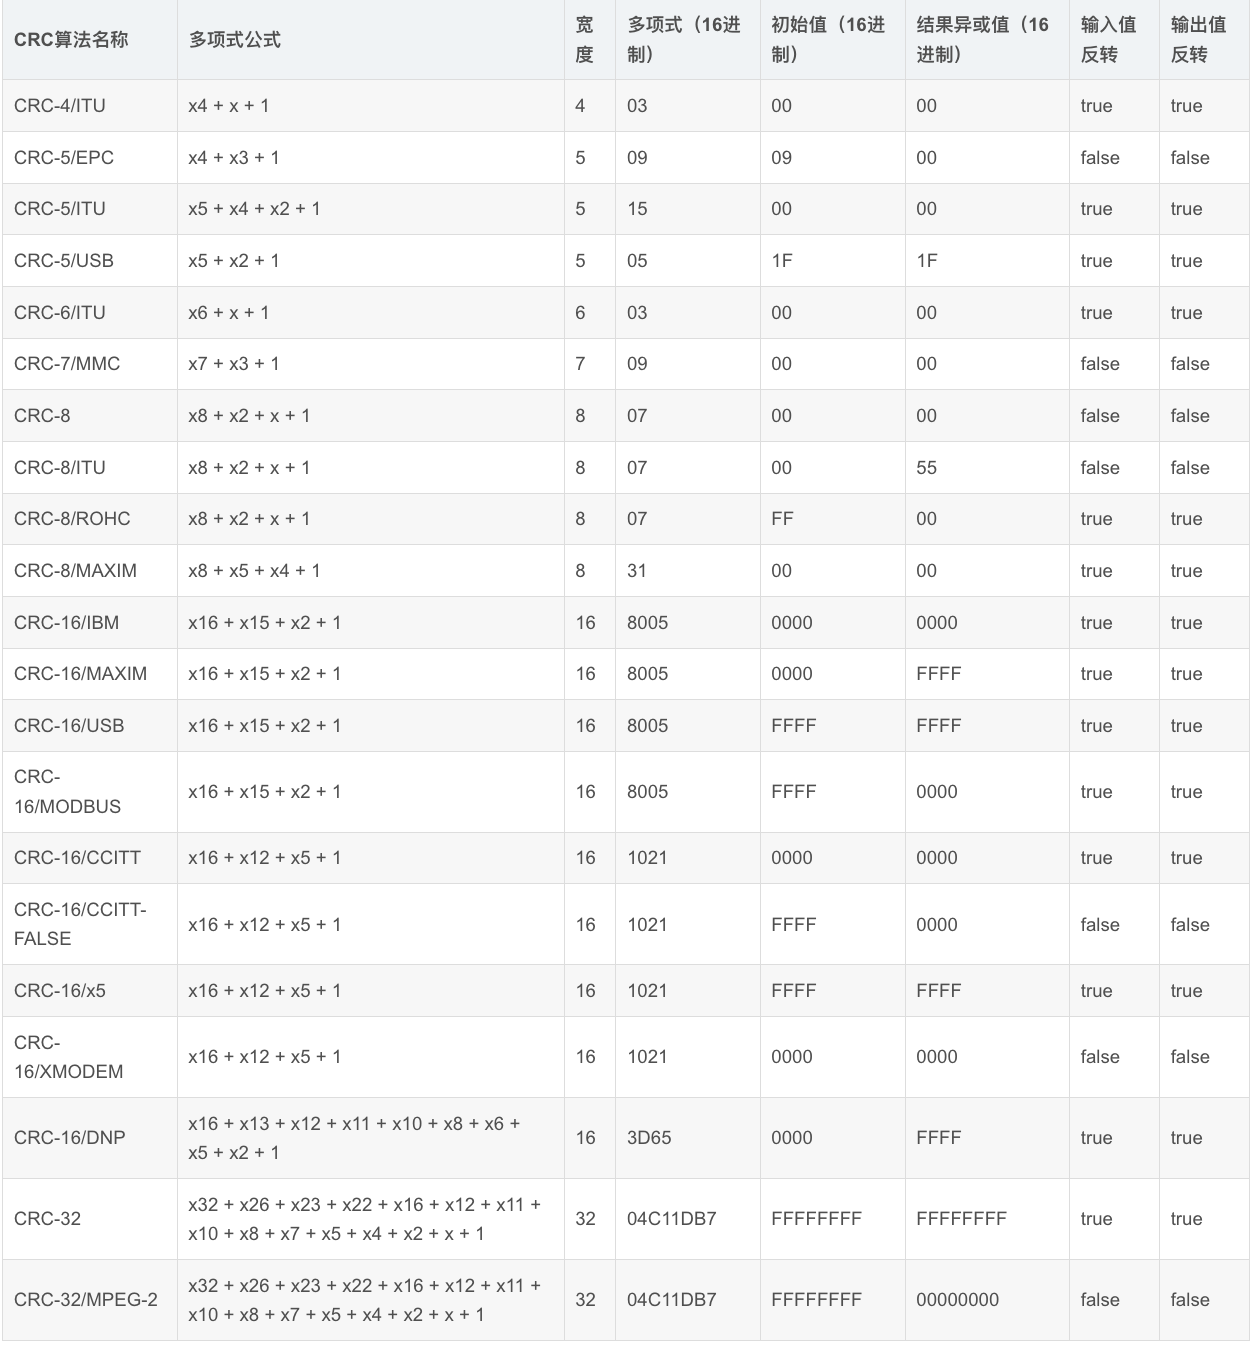 CRC算法名称 多项式公式 宽度 多项式（16进制） 初始值（16进制） 结果异或值（16进制） 输入值反转 输出值反转
CRC-4/ITU x4 + x + 1 4 03 00 00 true true
CRC-5/EPC x4 + x3 + 1 5 09 09 00 false false
CRC-5/ITU x5 + x4 + x2 + 1 5 15 00 00 true true
CRC-5/USB x5 + x2 + 1 5 05 1F 1F true true
CRC-6/ITU x6 + x + 1 6 03 00 00 true true
CRC-7/MMC x7 + x3 + 1 7 09 00 00 false false
CRC-8 x8 + x2 + x + 1 8 07 00 00 false false
CRC-8/ITU x8 + x2 + x + 1 8 07 00 55 false false
CRC-8/ROHC x8 + x2 + x + 1 8 07 FF 00 true true
CRC-8/MAXIM x8 + x5 + x4 + 1 8 31 00 00 true true
CRC-16/IBM x16 + x15 + x2 + 1 16 8005 0000 0000 true true
CRC-16/MAXIM x16 + x15 + x2 + 1 16 8005 0000 FFFF true true
CRC-16/USB x16 + x15 + x2 + 1 16 8005 FFFF FFFF true true
CRC-16/MODBUS x16 + x15 + x2 + 1 16 8005 FFFF 0000 true true
CRC-16/CCITT x16 + x12 + x5 + 1 16 1021 0000 0000 true true
CRC-16/CCITT-FALSE x16 + x12 + x5 + 1 16 1021 FFFF 0000 false false
CRC-16/x5 x16 + x12 + x5 + 1 16 1021 FFFF FFFF true true
CRC-16/XMODEM x16 + x12 + x5 + 1 16 1021 0000 0000 false false
CRC-16/DNP x16 + x13 + x12 + x11 + x10 + x8 + x6 + x5 + x2 + 1 16 3D65 0000 FFFF true true
CRC-32 x32 + x26 + x23 + x22 + x16 + x12 + x11 + x10 + x8 + x7 + x5 + x4 + x2 + x + 1 32 04C11DB7 FFFFFFFF FFFFFFFF true true
CRC-32/MPEG-2 x32 + x26 + x23 + x22 + x16 + x12 + x11 + x10 + x8 + x7 + x5 + x4 + x2 + x + 1 32 04C11DB7 FFFFFFFF 00000000 false false